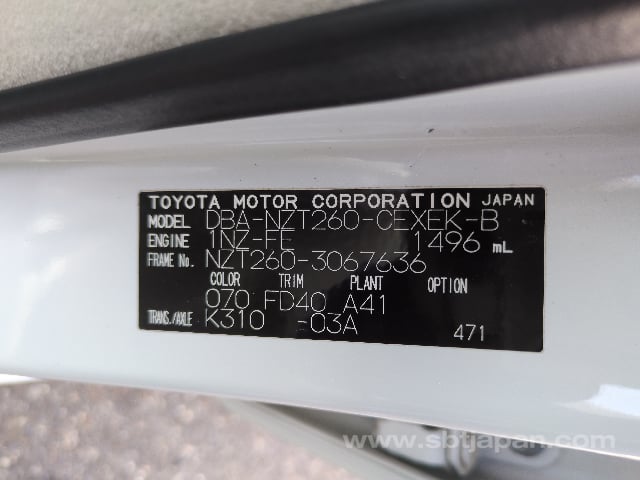 TOYOTA MOTOR CORPORATION JAPAN
MODEL DBA-NZT260-CEXEK-B
ENGINE 1NZ-FE 1496 mL
FRAME No. NZT260-3067636
COLOR TRIM PLANT OPTION
070 FD40 A41
TRANS./AXLE K310 -03A 471
www.sbtjapan.com